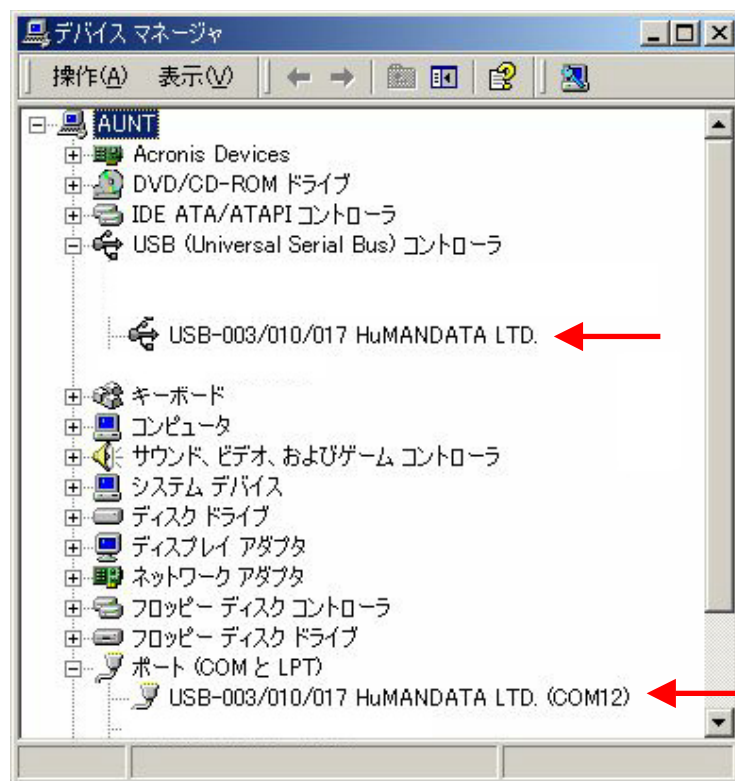 デバイス マネージャ
操作(A) 表示(V)
AUNT
Acronis Devices
DVD/CD-ROM ドライブ
IDE ATA/ATAPI コントローラ
USB (Universal Serial Bus) コントローラ
USB-003/010/017 HuMANDATA LTD.
キーボード
コンピュータ
サウンド、ビデオ、およびゲーム コントローラ
システム デバイス
ディスク ドライブ
ディスプレイ アダプタ
ネットワーク アダプタ
フロッピー ディスク コントローラ
フロッピー ディスク ドライブ
ポート (COM と LPT)
USB-003/010/017 HuMANDATA LTD. (COM12)